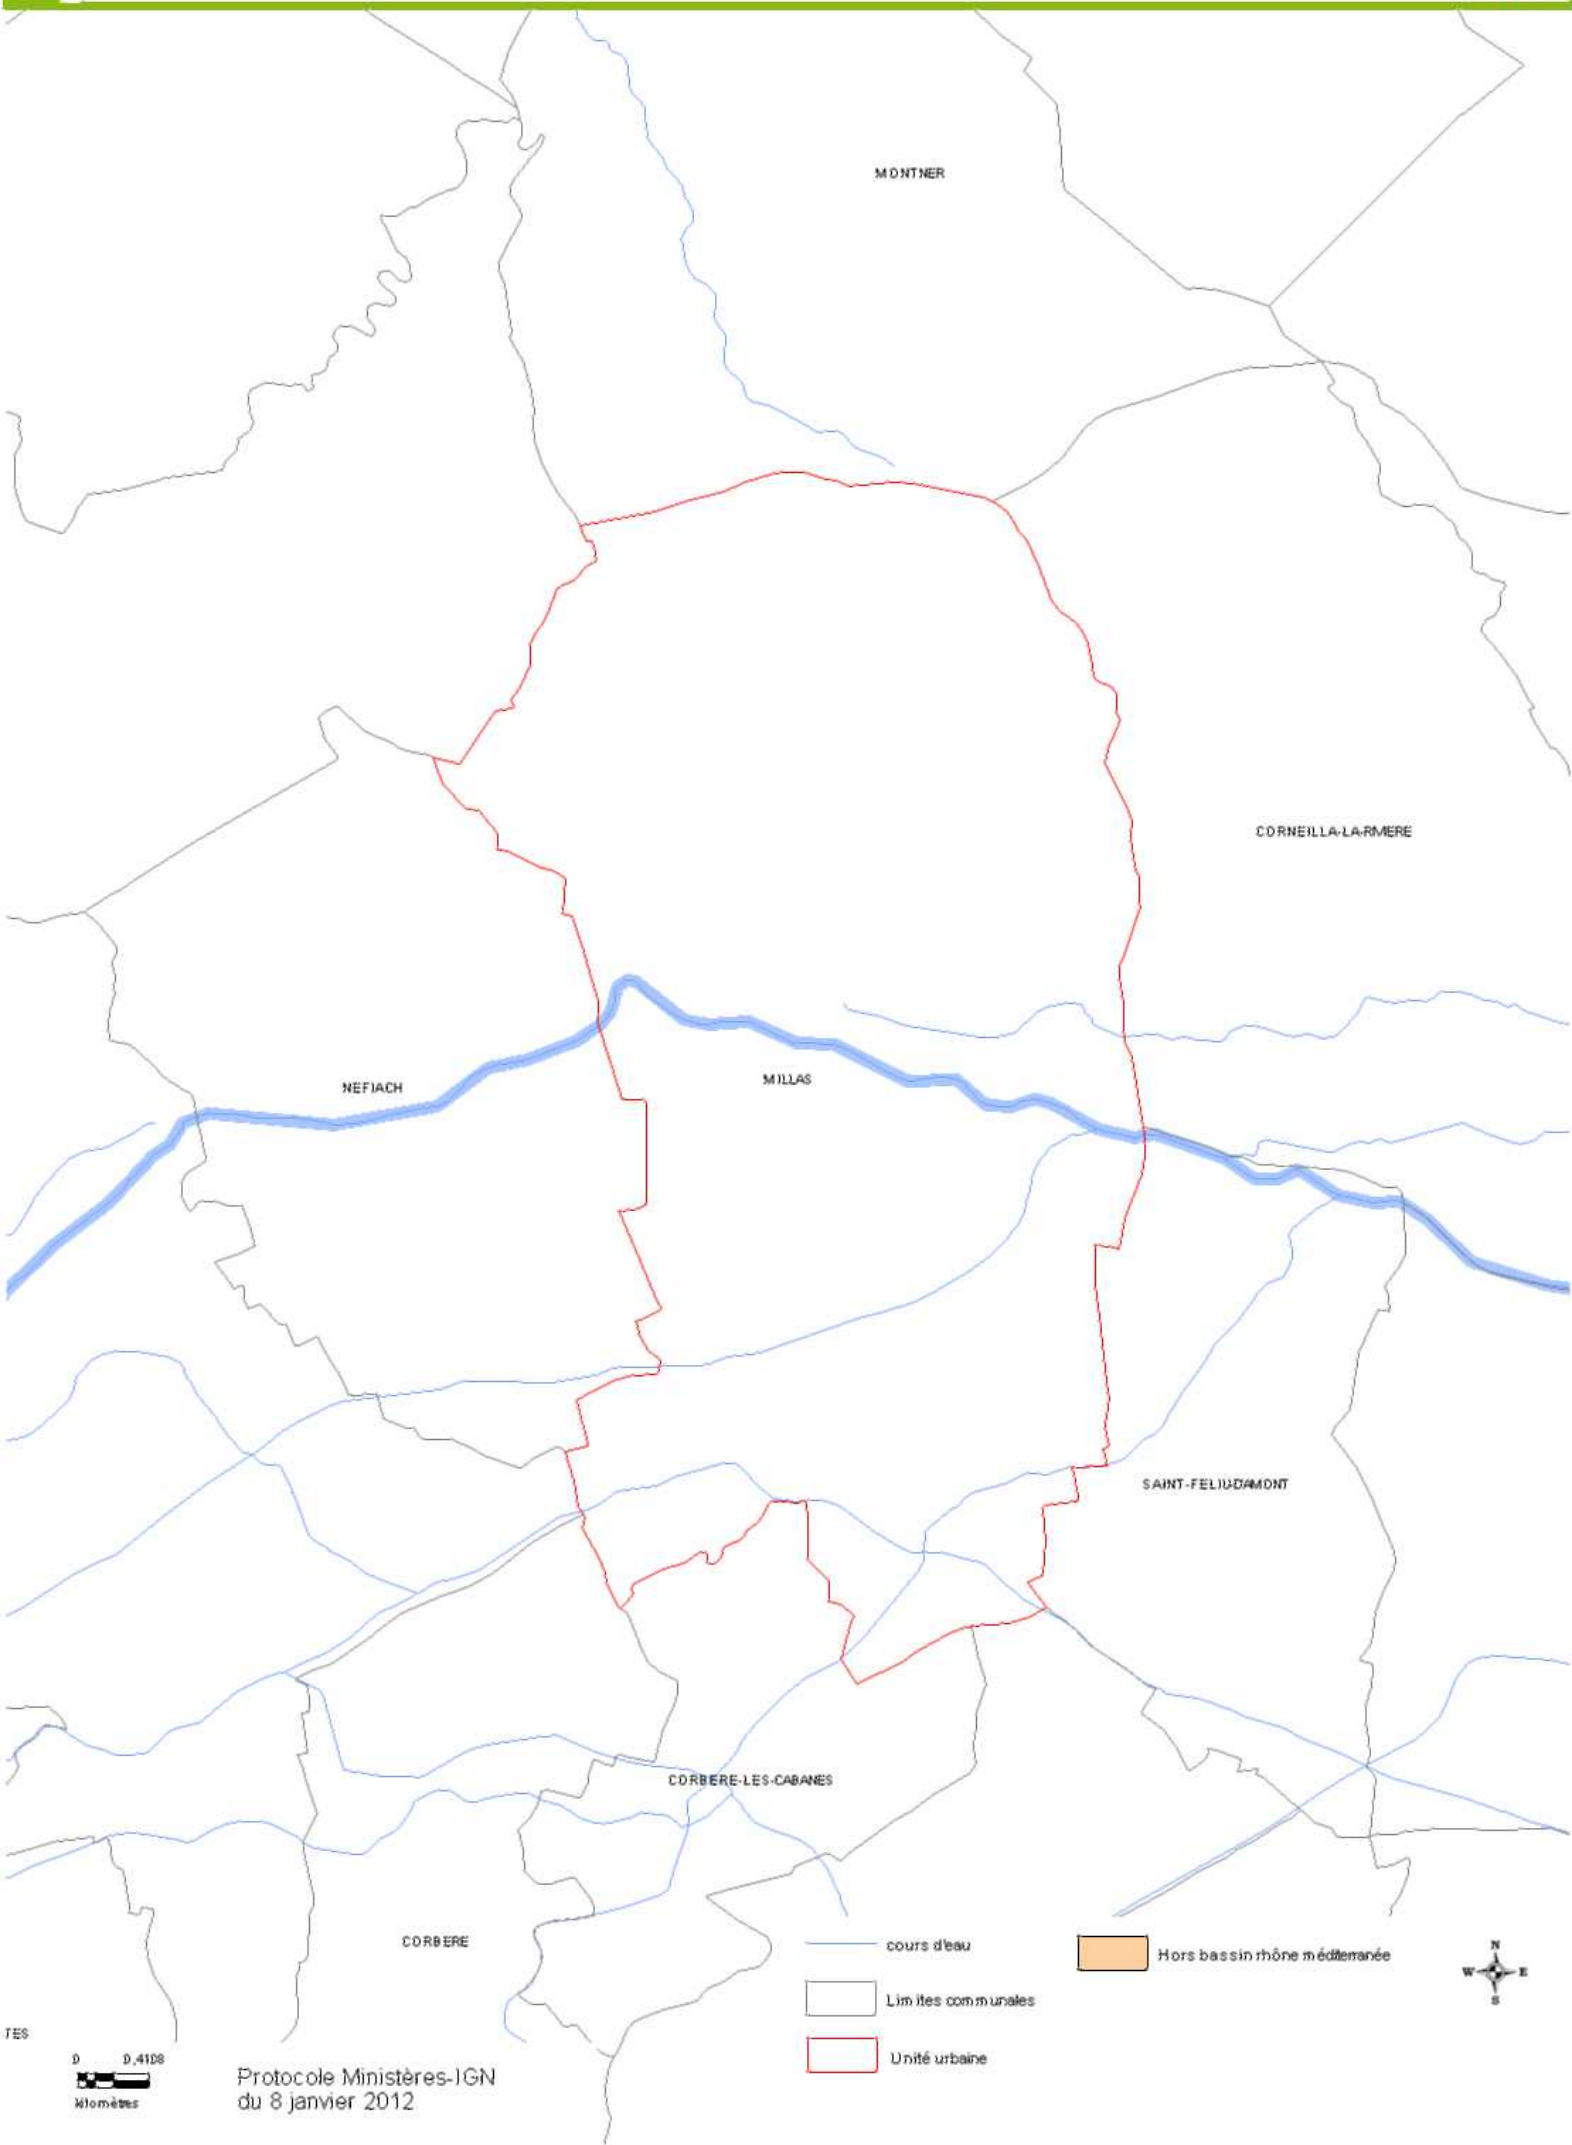 MONTNER
CORNEILLA-LA-RIVIERE
NEFIACH
MILLAS
SAINT-FELIU-D'AMONT
CORBERE-LES-CABANES
CORBERE
cours d'eau
Hors bassin rhône méditerranée
N
W E
S
Limites communales
TES
Unité urbaine
0 0,4108
kilomètres
Protocole Ministères-IGN
du 8 janvier 2012